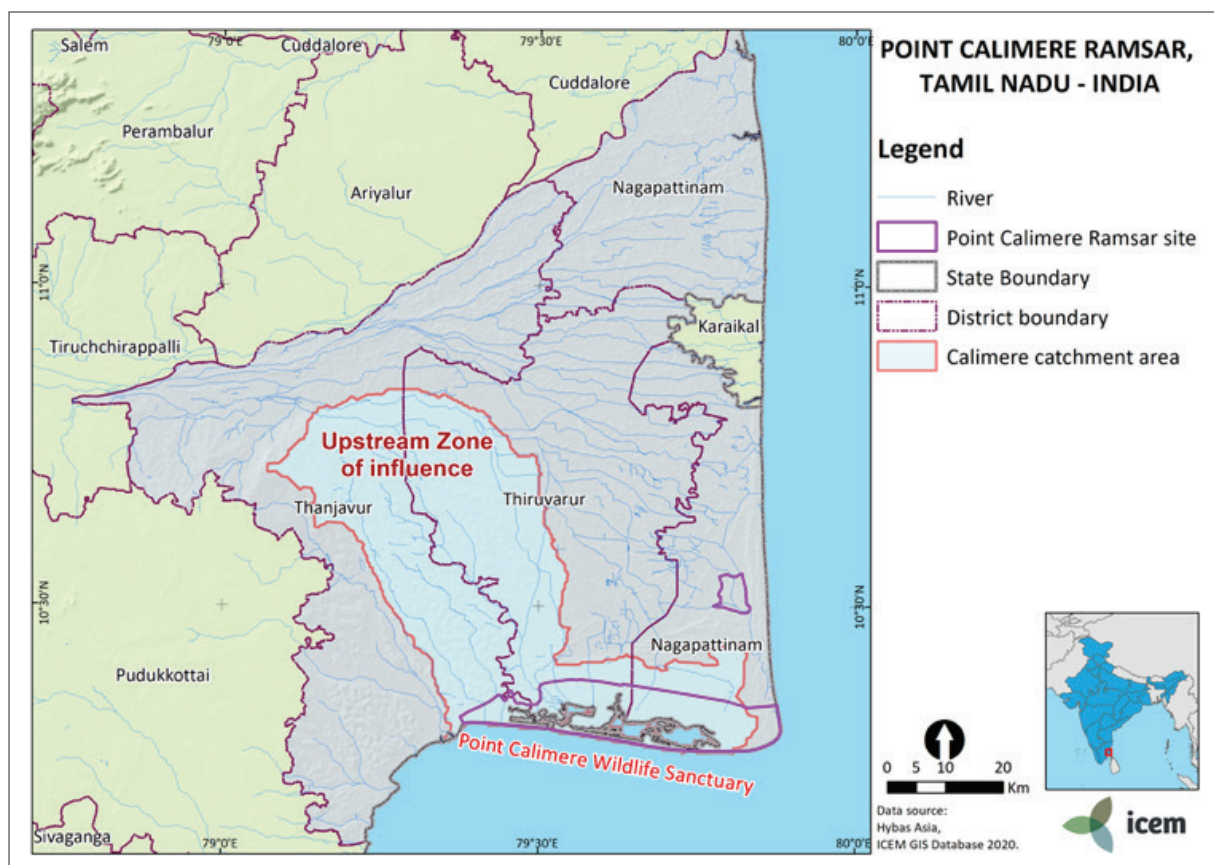 79°0'E
79°30'E
80°0'E
Salem
Cuddalore
Cuddalore
Perambalur
Ariyalur
Nagapattinam
11°0'N
11°0'N
Karaikal
Tiruchchirappalli
Upstream Zone
of influence
Thanjavur
Thiruvarur
10°30'N
10°30'N
Nagapattinam
Pudukkottai
Point Calimere Wildlife Sanctuary
Sivaganga
79°0'E
79°30'E
80°0'E
POINT CALIMERE RAMSAR,
TAMIL NADU - INDIA
Legend
River
Point Calimere Ramsar site
State Boundary
District boundary
Calimere catchment area
0 5 10 20
Km
Data source:
Hybas Asia,
ICEM GIS Database 2020.
icem